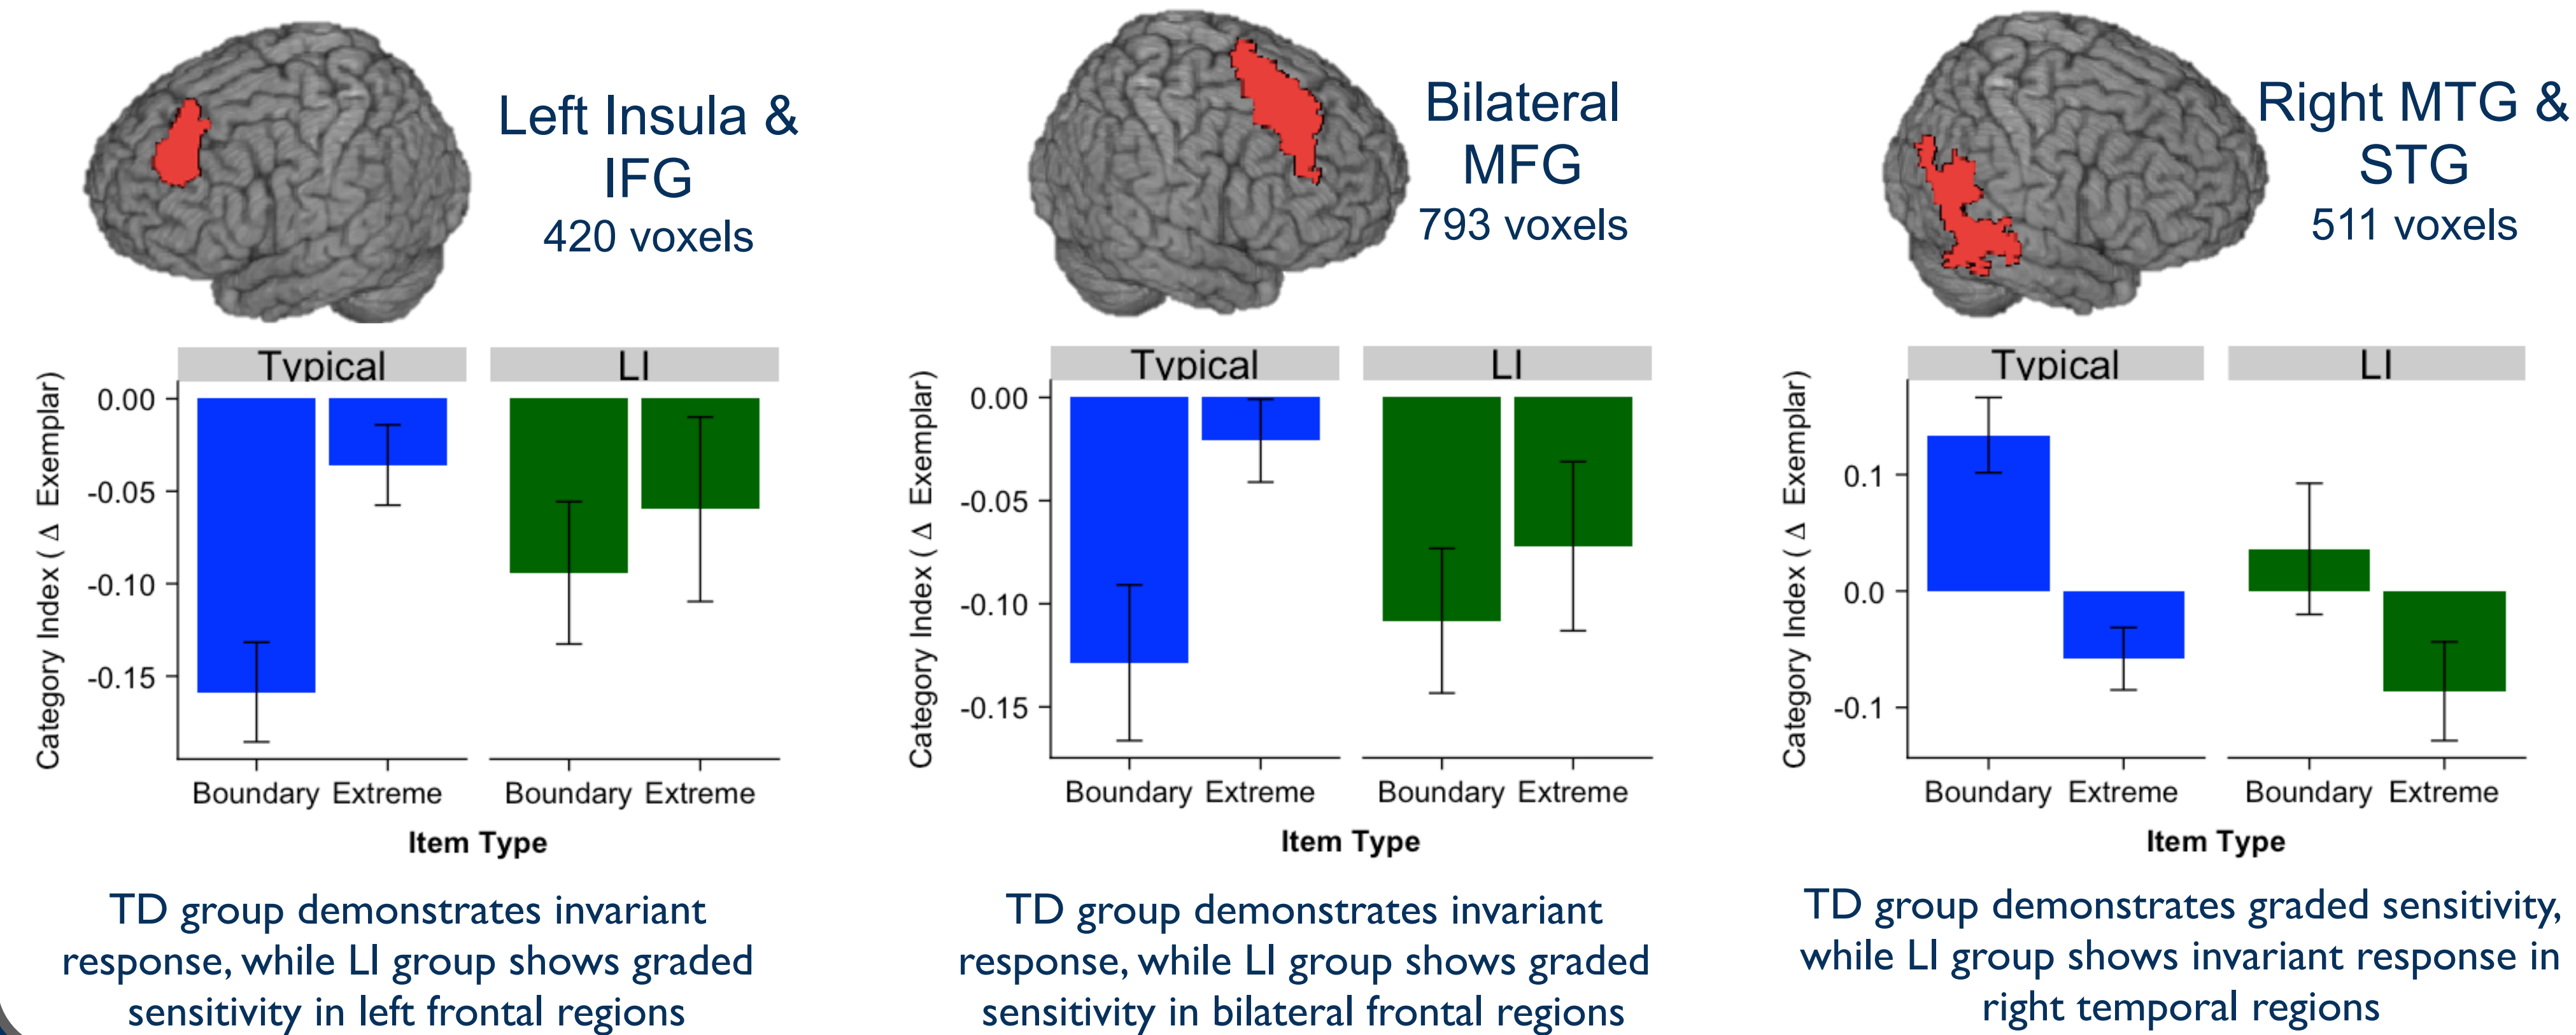 Left Insula &
IFG
420 voxels
Bilateral
MFG
793 voxels
Right MTG &
STG
511 voxels
Typical
LI
Category Index ( Δ Exemplar)
0.00
-0.05
-0.10
-0.15
Boundary Extreme
Boundary Extreme
Item Type
TD group demonstrates invariant
response, while LI group shows graded
sensitivity in left frontal regions
Typical
LI
Category Index ( Δ Exemplar)
0.00
-0.05
-0.10
-0.15
Boundary Extreme
Boundary Extreme
Item Type
TD group demonstrates invariant
response, while LI group shows graded
sensitivity in bilateral frontal regions
Typical
LI
Category Index ( Δ Exemplar)
0.1
0.0
-0.1
Boundary Extreme
Boundary Extreme
Item Type
TD group demonstrates graded sensitivity,
while LI group shows invariant response in
right temporal regions